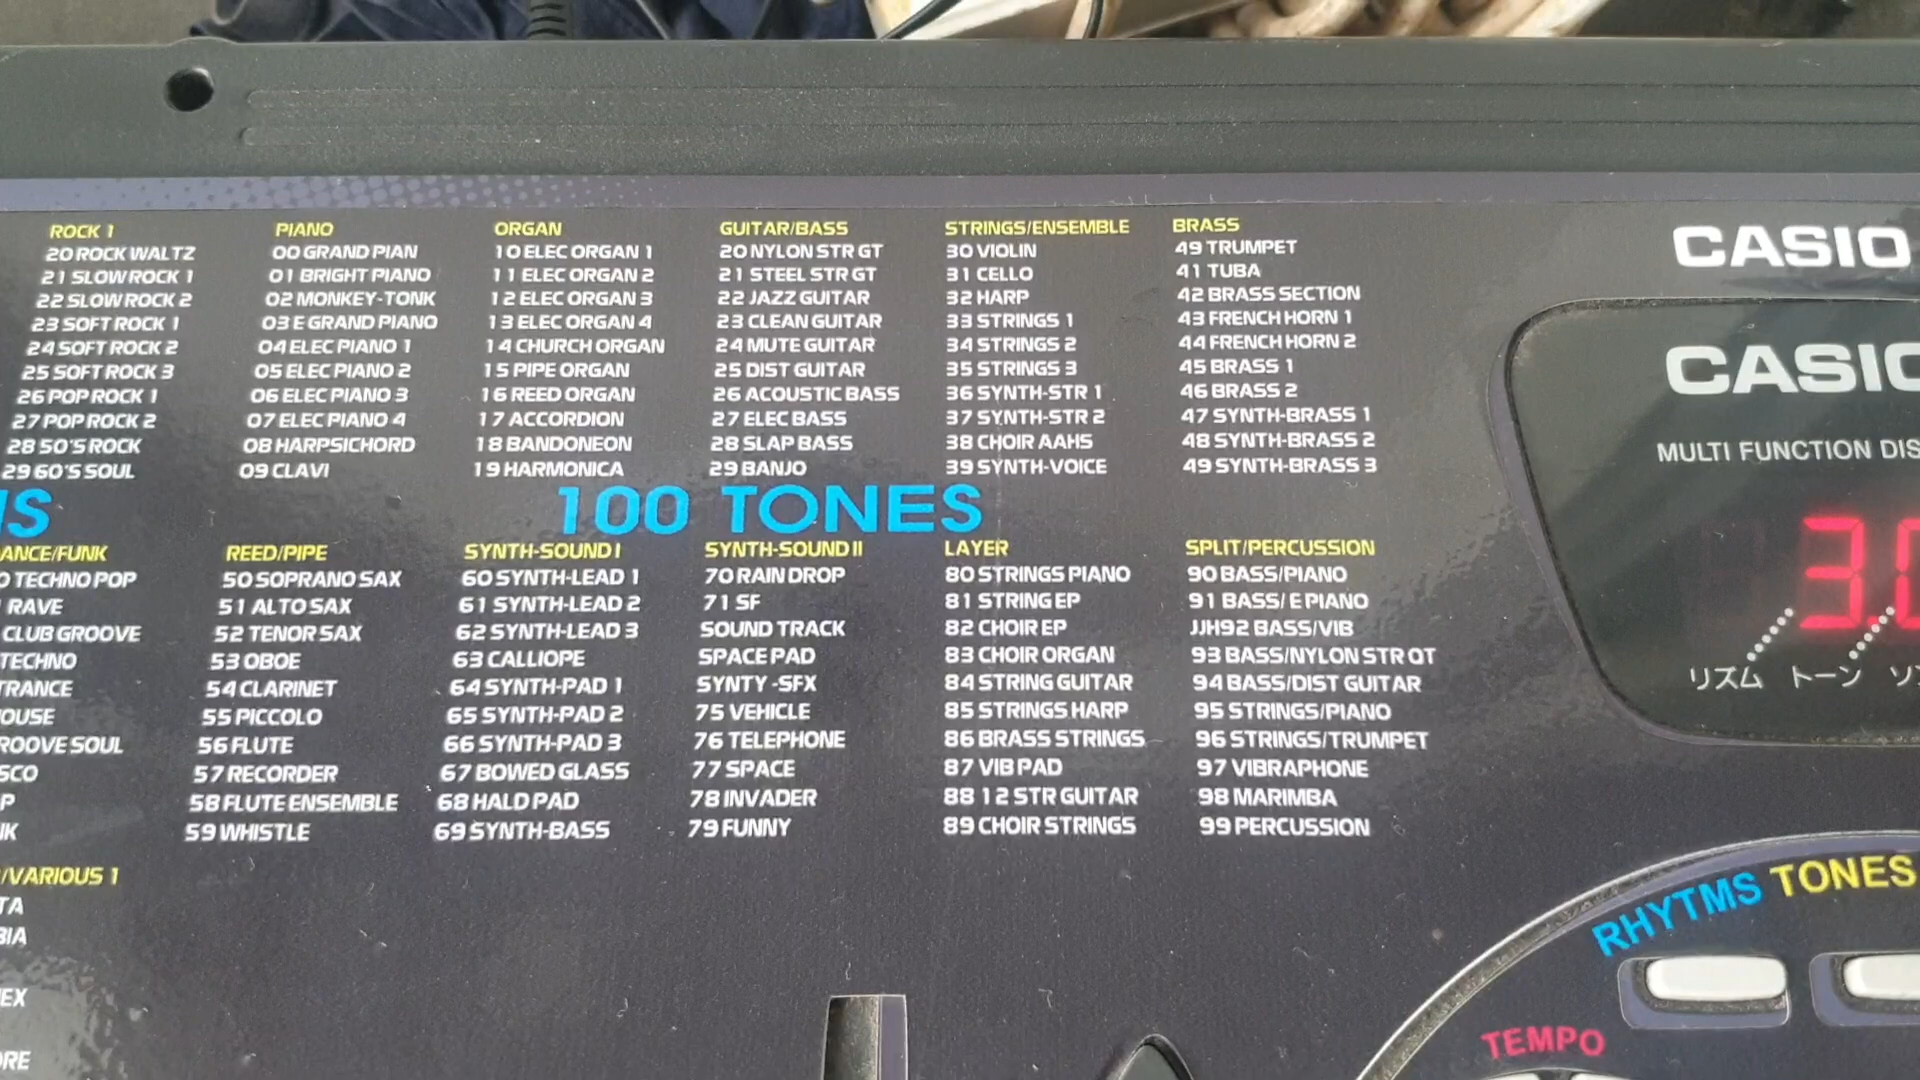 ROCK 1
20 ROCK WALTZ
21 SLOW ROCK 1
22 SLOW ROCK 2
23 SOFT ROCK 1
24 SOFT ROCK 2
25 SOFT ROCK 3
26 POP ROCK 1
27 POP ROCK 2
28 50'S ROCK
29 60'S SOUL
PIANO
00 GRAND PIAN
01 BRIGHT PIANO
02 MONKEY-TONK
03 E GRAND PIANO
04 ELEC PIANO 1
05 ELEC PIANO 2
06 ELEC PIANO 3
07 ELEC PIANO 4
08 HARPSICHORD
09 CLAVI
ORGAN
10 ELEC ORGAN 1
11 ELEC ORGAN 2
12 ELEC ORGAN 3
13 ELEC ORGAN 4
14 CHURCH ORGAN
15 PIPE ORGAN
16 REED ORGAN
17 ACCORDION
18 BANDONEON
19 HARMONICA
GUITAR/BASS
20 NYLON STR GT
21 STEEL STR GT
22 JAZZ GUITAR
23 CLEAN GUITAR
24 MUTE GUITAR
25 DIST GUITAR
26 ACOUSTIC BASS
27 ELEC BASS
28 SLAP BASS
29 BANJO
STRINGS/ENSEMBLE
30 VIOLIN
31 CELLO
32 HARP
33 STRINGS 1
34 STRINGS 2
35 STRINGS 3
36 SYNTH-STR 1
37 SYNTH-STR 2
38 CHOIR AAHS
39 SYNTH-VOICE
BRASS
49 TRUMPET
41 TUBA
42 BRASS SECTION
43 FRENCH HORN 1
44 FRENCH HORN 2
45 BRASS 1
46 BRASS 2
47 SYNTH-BRASS 1
48 SYNTH-BRASS 2
49 SYNTH-BRASS 3
CASIO
CASIO
MULTI FUNCTION DIS
3.0
リズム トーン ソ
MS
100 TONES
ANCE/FUNK
0 TECHNO POP
RAVE
CLUB GROOVE
TECHNO
TRANCE
OUSE
ROOVE SOUL
SCO
P
NK
REED/PIPE
50 SOPRANO SAX
51 ALTO SAX
52 TENOR SAX
53 OBOE
54 CLARINET
55 PICCOLO
56 FLUTE
57 RECORDER
58 FLUTE ENSEMBLE
59 WHISTLE
SYNTH-SOUND I
60 SYNTH-LEAD 1
61 SYNTH-LEAD 2
62 SYNTH-LEAD 3
63 CALLIOPE
64 SYNTH-PAD 1
65 SYNTH-PAD 2
66 SYNTH-PAD 3
67 BOWED GLASS
68 HALD PAD
69 SYNTH-BASS
SYNTH-SOUND II
70 RAIN DROP
71 SF
SOUND TRACK
SPACE PAD
SYNTY -SFX
75 VEHICLE
76 TELEPHONE
77 SPACE
78 INVADER
79 FUNNY
LAYER
80 STRINGS PIANO
81 STRING EP
82 CHOIR EP
83 CHOIR ORGAN
84 STRING GUITAR
85 STRINGS HARP
86 BRASS STRINGS
87 VIB PAD
88 12 STR GUITAR
89 CHOIR STRINGS
SPLIT/PERCUSSION
90 BASS/PIANO
91 BASS/ E PIANO
JJH92 BASS/VIB
93 BASS/NYLON STR OT
94 BASS/DIST GUITAR
95 STRINGS/PIANO
96 STRINGS/TRUMPET
97 VIBRAPHONE
98 MARIMBA
99 PERCUSSION
/VARIOUS 1
TA
BIA
EX
ORE
RHYTMS TONES
TEMPO